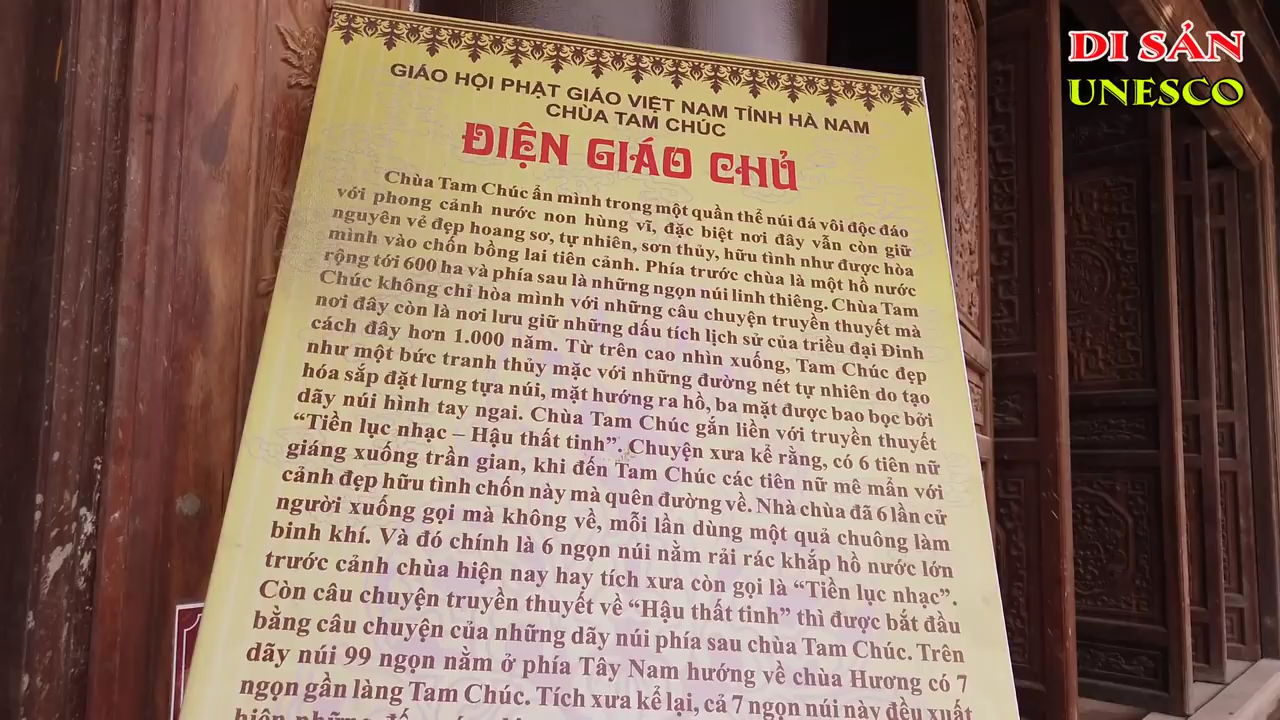 DI SẢN
UNESCO
GIÁO HỘI PHẬT GIÁO VIỆT NAM TỈNH HÀ NAM
CHÙA TAM CHÚC
ĐIỆN GIÁO CHỦ
Chùa Tam Chúc ẩn mình trong một quần thể núi đá vôi độc đáo
với phong cảnh nước non hùng vĩ, đặc biệt nơi đây vẫn còn giữ
nguyên vẻ đẹp hoang sơ, tự nhiên, sơn thủy, hữu tình như được hòa
mình vào chốn bồng lai tiên cảnh. Phía trước chùa là một hồ nước
rộng tới 600 ha và phía sau là những ngọn núi linh thiêng. Chùa Tam
Chúc không chỉ hòa mình với những câu chuyện truyền thuyết mà
nơi đây còn là nơi lưu giữ những dấu tích lịch sử của triều đại Đinh
cách đây hơn 1.000 năm. Từ trên cao nhìn xuống, Tam Chúc đẹp
như một bức tranh thủy mặc với những đường nét tự nhiên do tạo
hóa sắp đặt lưng tựa núi, mặt hướng ra hồ, ba mặt được bao bọc bởi
dãy núi hình tay ngai. Chùa Tam Chúc gắn liền với truyền thuyết
“Tiền lục nhạc – Hậu thất tinh”. Chuyện xưa kể rằng, có 6 tiên nữ
giáng xuống trần gian, khi đến Tam Chúc các tiên nữ mê mẩn với
cảnh đẹp hữu tình chốn này mà quên đường về. Nhà chùa đã 6 lần cử
người xuống gọi mà không về, mỗi lần dùng một quả chuông làm
binh khí. Và đó chính là 6 ngọn núi nằm rải rác khắp hồ nước lớn
trước cảnh chùa hiện nay hay tích xưa còn gọi là “Tiền lục nhạc”.
Còn câu chuyện truyền thuyết về “Hậu thất tinh” thì được bắt đầu
bằng câu chuyện của những dãy núi phía sau chùa Tam Chúc. Trên
dãy núi 99 ngọn nằm ở phía Tây Nam hướng về chùa Hương có 7
ngọn gần làng Tam Chúc. Tích xưa kể lại, cả 7 ngọn núi này đều xuất